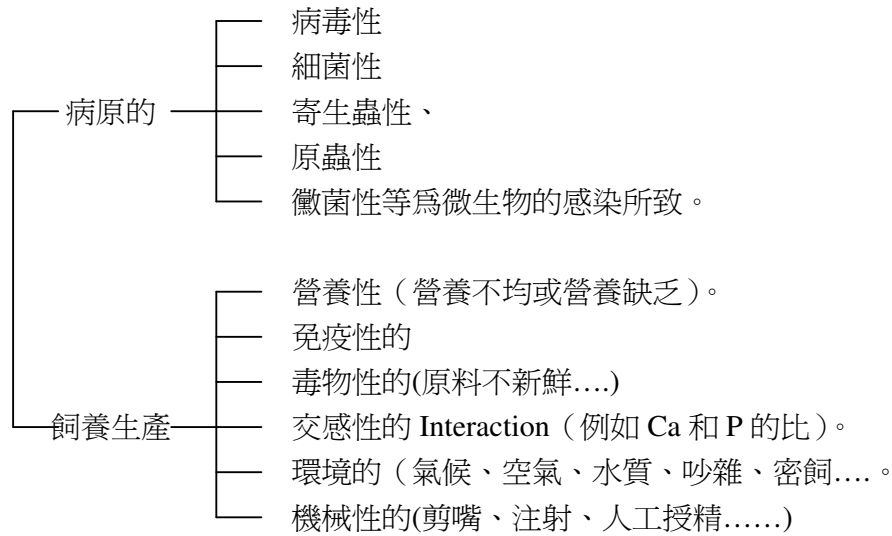 病毒性
細菌性
病原的
寄生蟲性、
原蟲性
黴菌性等爲微生物的感染所致。
營養性（營養不均或營養缺乏）。
免疫性的
毒物性的(原料不新鮮….)
飼養生產
交感性的 Interaction（例如 Ca 和 P 的比）。
環境的（氣候、空氣、水質、吵雜、密飼….。
機械性的(剪嘴、注射、人工授精……)